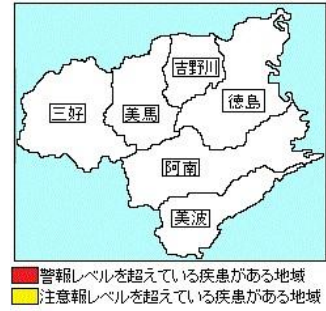 吉野川
徳島
三好
美馬
阿南
美波
警報レベルを超えている疾患がある地域
注意報レベルを超えている疾患がある地域